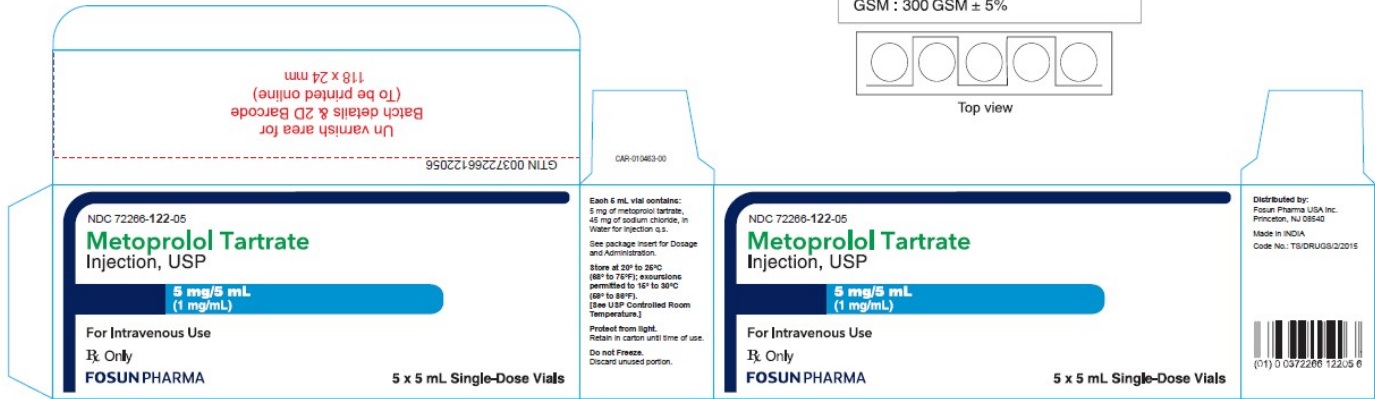 GSM : 300 GSM ± 5%
Top view
Un varnish area for
Batch details & 2D Barcode
(To be printed online)
118 x 24 mm
GTIN 00372266122056
CAR-010463-00
NDC 72266-122-05
Metoprolol Tartrate
Injection, USP
5 mg/5 mL
(1 mg/mL)
For Intravenous Use
℞ Only
FOSUN PHARMA
5 x 5 mL Single-Dose Vials
Each 5 mL vial contains:
5 mg of metoprolol tartrate,
45 mg of sodium chloride, in
Water for Injection q.s.
See package insert for Dosage
and Administration.
Store at 20° to 25°C
(68° to 75°F); excursions
permitted to 15° to 30°C
(59° to 86°F).
[See USP Controlled Room
Temperature.]
Protect from light.
Retain in carton until time of use.
Do not Freeze.
Discard unused portion.
NDC 72266-122-05
Metoprolol Tartrate
Injection, USP
5 mg/5 mL
(1 mg/mL)
For Intravenous Use
℞ Only
FOSUN PHARMA
5 x 5 mL Single-Dose Vials
Distributed by:
Fosun Pharma USA Inc.
Princeton, NJ 08540
Made in INDIA
Code No.: TS/DRUGS/2/2015
(01) 0 0372266 12205 6